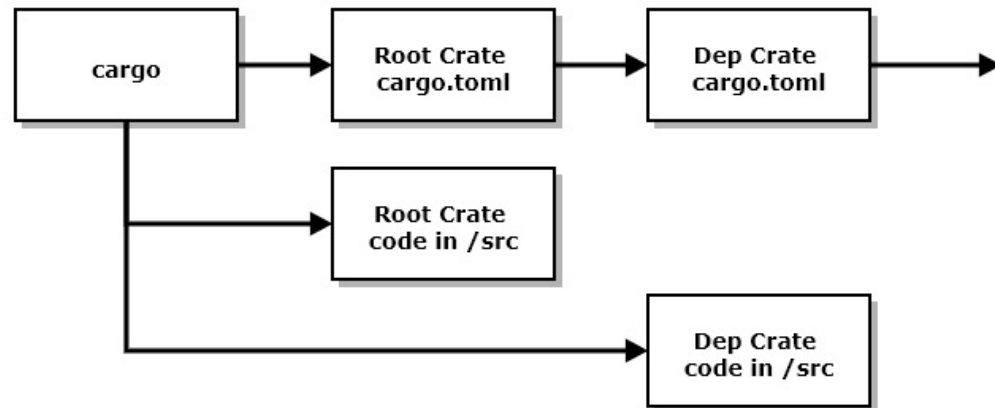 cargo
Root Crate
cargo.toml
Dep Crate
cargo.toml
Root Crate
code in /src
Dep Crate
code in /src